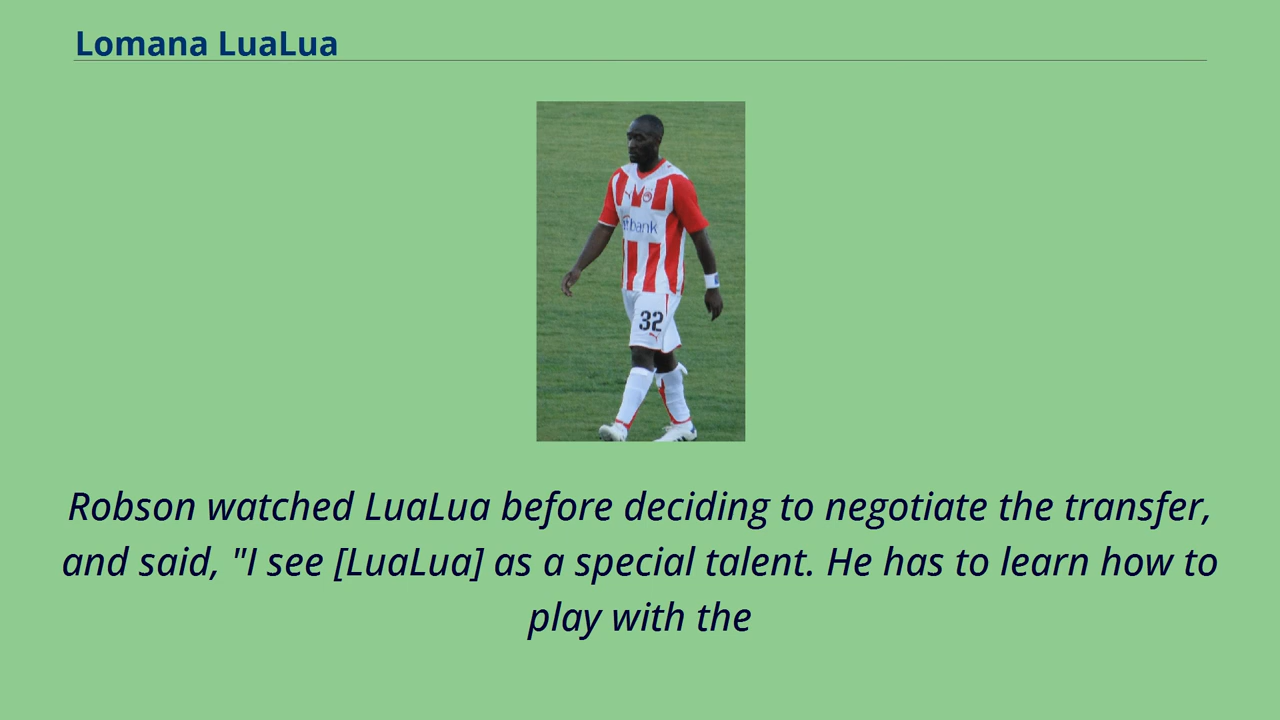 Lomana LuaLua
32
Robson watched LuaLua before deciding to negotiate the transfer,
and said, "I see [LuaLua] as a special talent. He has to learn how to
play with the